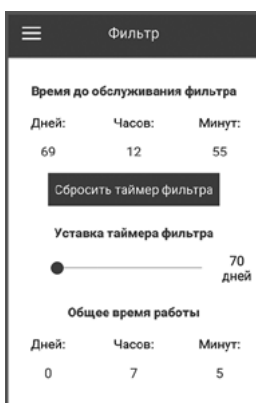 Фильтр
Время до обслуживания фильтра
Дней: Часов: Минут:
69 12 55
Сбросить таймер фильтра
Уставка таймера фильтра
70
дней
Общее время работы
Дней: Часов: Минут:
0 7 5